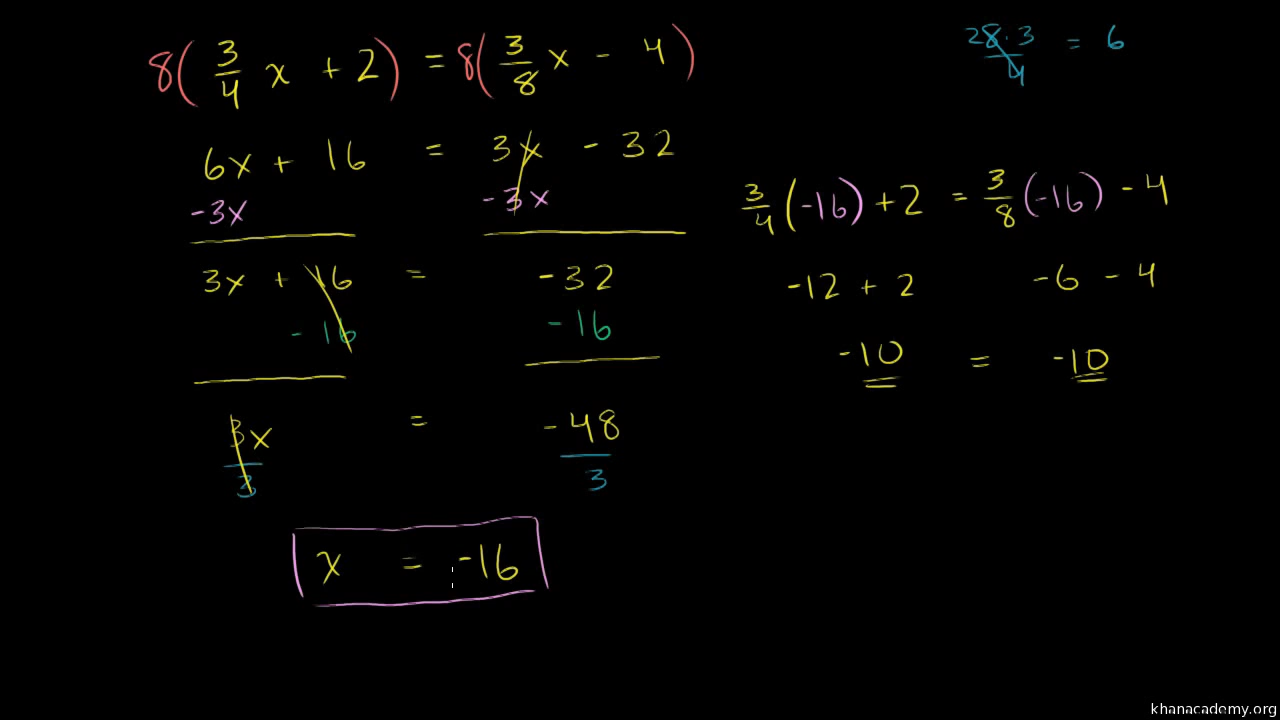 8(3/4 x + 2) = 8(3/8 x - 4)
6x + 16 = 3x - 32
-3x -3x
3x + 16 = -32
- 16 - 16
3x/3 = -48/3
x = -16
28·3/4 = 6
3/4(-16) + 2 = 3/8(-16) - 4
-12 + 2 -6 - 4
-10 = -10
khanacademy.org